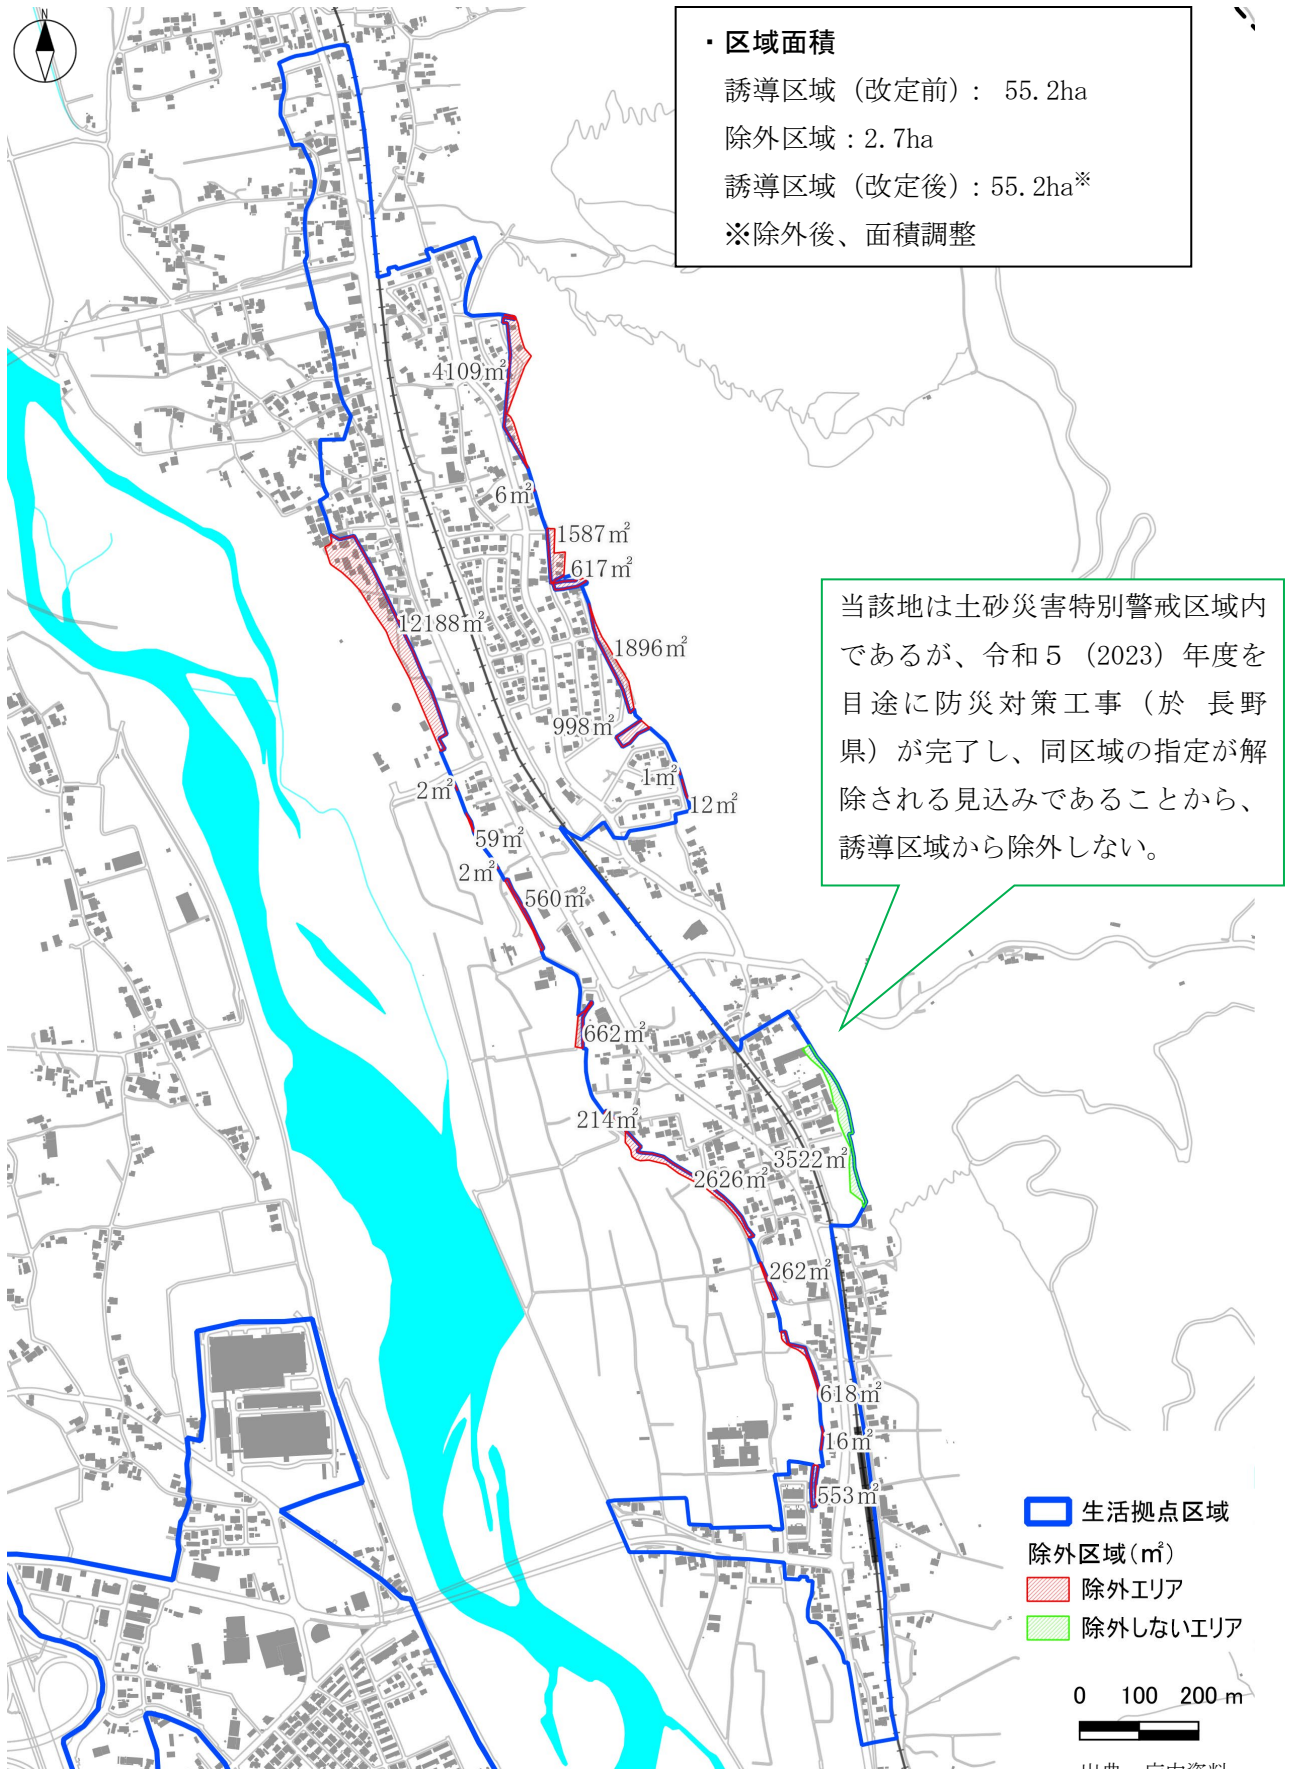 N
・区域面積
誘導区域（改定前）： 55.2ha
除外区域：2.7ha
誘導区域（改定後）：55.2ha※
※除外後、面積調整
4109㎡
6㎡
1587㎡
617㎡
12188㎡
1896㎡
998㎡
1㎡
12㎡
2㎡
59㎡
2㎡
560㎡
当該地は土砂災害特別警戒区域内
であるが、令和５（2023）年度を
目途に防災対策工事（於 長野
県）が完了し、同区域の指定が解
除される見込みであることから、
誘導区域から除外しない。
662㎡
214㎡
3522㎡
2626㎡
262㎡
618㎡
16㎡
553㎡
生活拠点区域
除外区域(㎡)
除外エリア
除外しないエリア
0 100 200 m